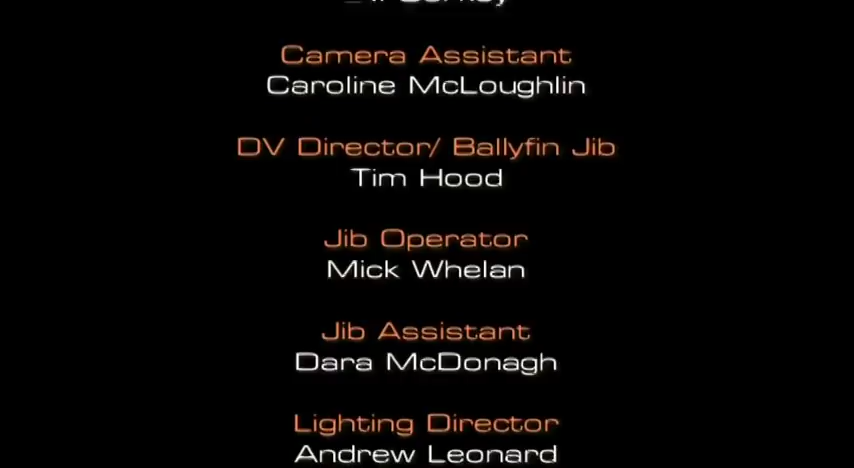 Camera Assistant
Caroline McLoughlin
DV Director/ Ballyfin Jib
Tim Hood
Jib Operator
Mick Whelan
Jib Assistant
Dara McDonagh
Lighting Director
Andrew Leonard